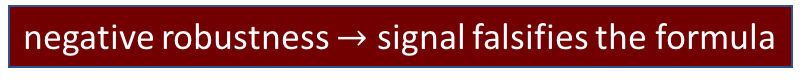 negative robustness → signal falsifies the formula